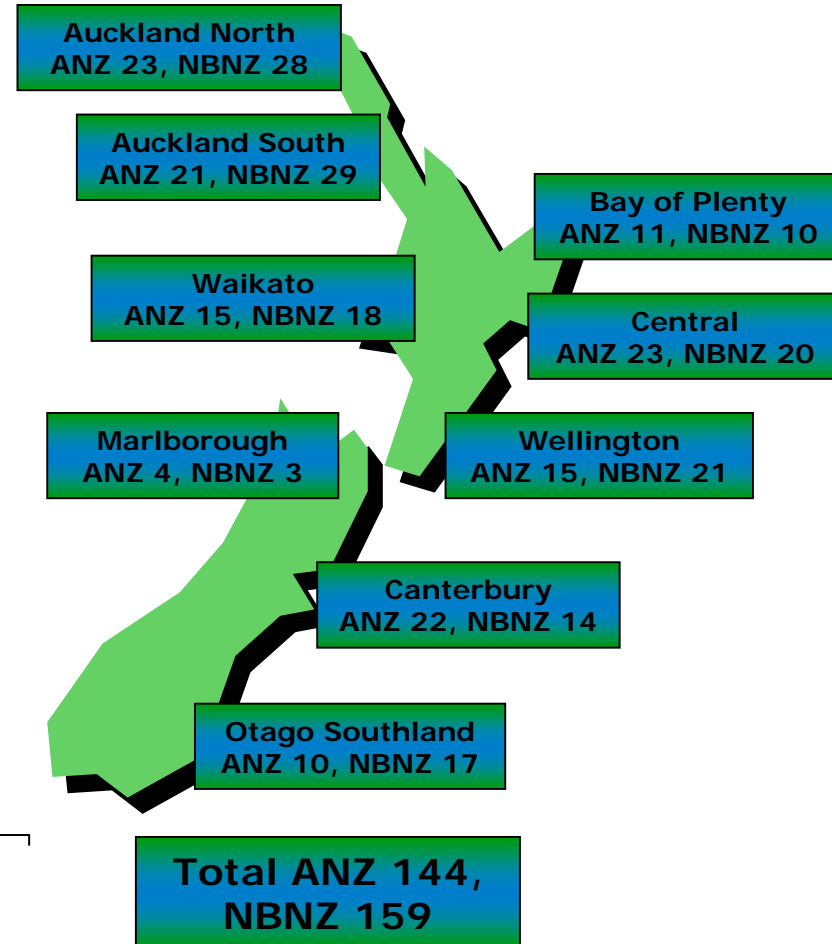 Auckland North
ANZ 23, NBNZ 28
Auckland South
ANZ 21, NBNZ 29
Bay of Plenty
ANZ 11, NBNZ 10
Waikato
ANZ 15, NBNZ 18
Central
ANZ 23, NBNZ 20
Marlborough
ANZ 4, NBNZ 3
Wellington
ANZ 15, NBNZ 21
Canterbury
ANZ 22, NBNZ 14
Otago Southland
ANZ 10, NBNZ 17
Total ANZ 144,
NBNZ 159